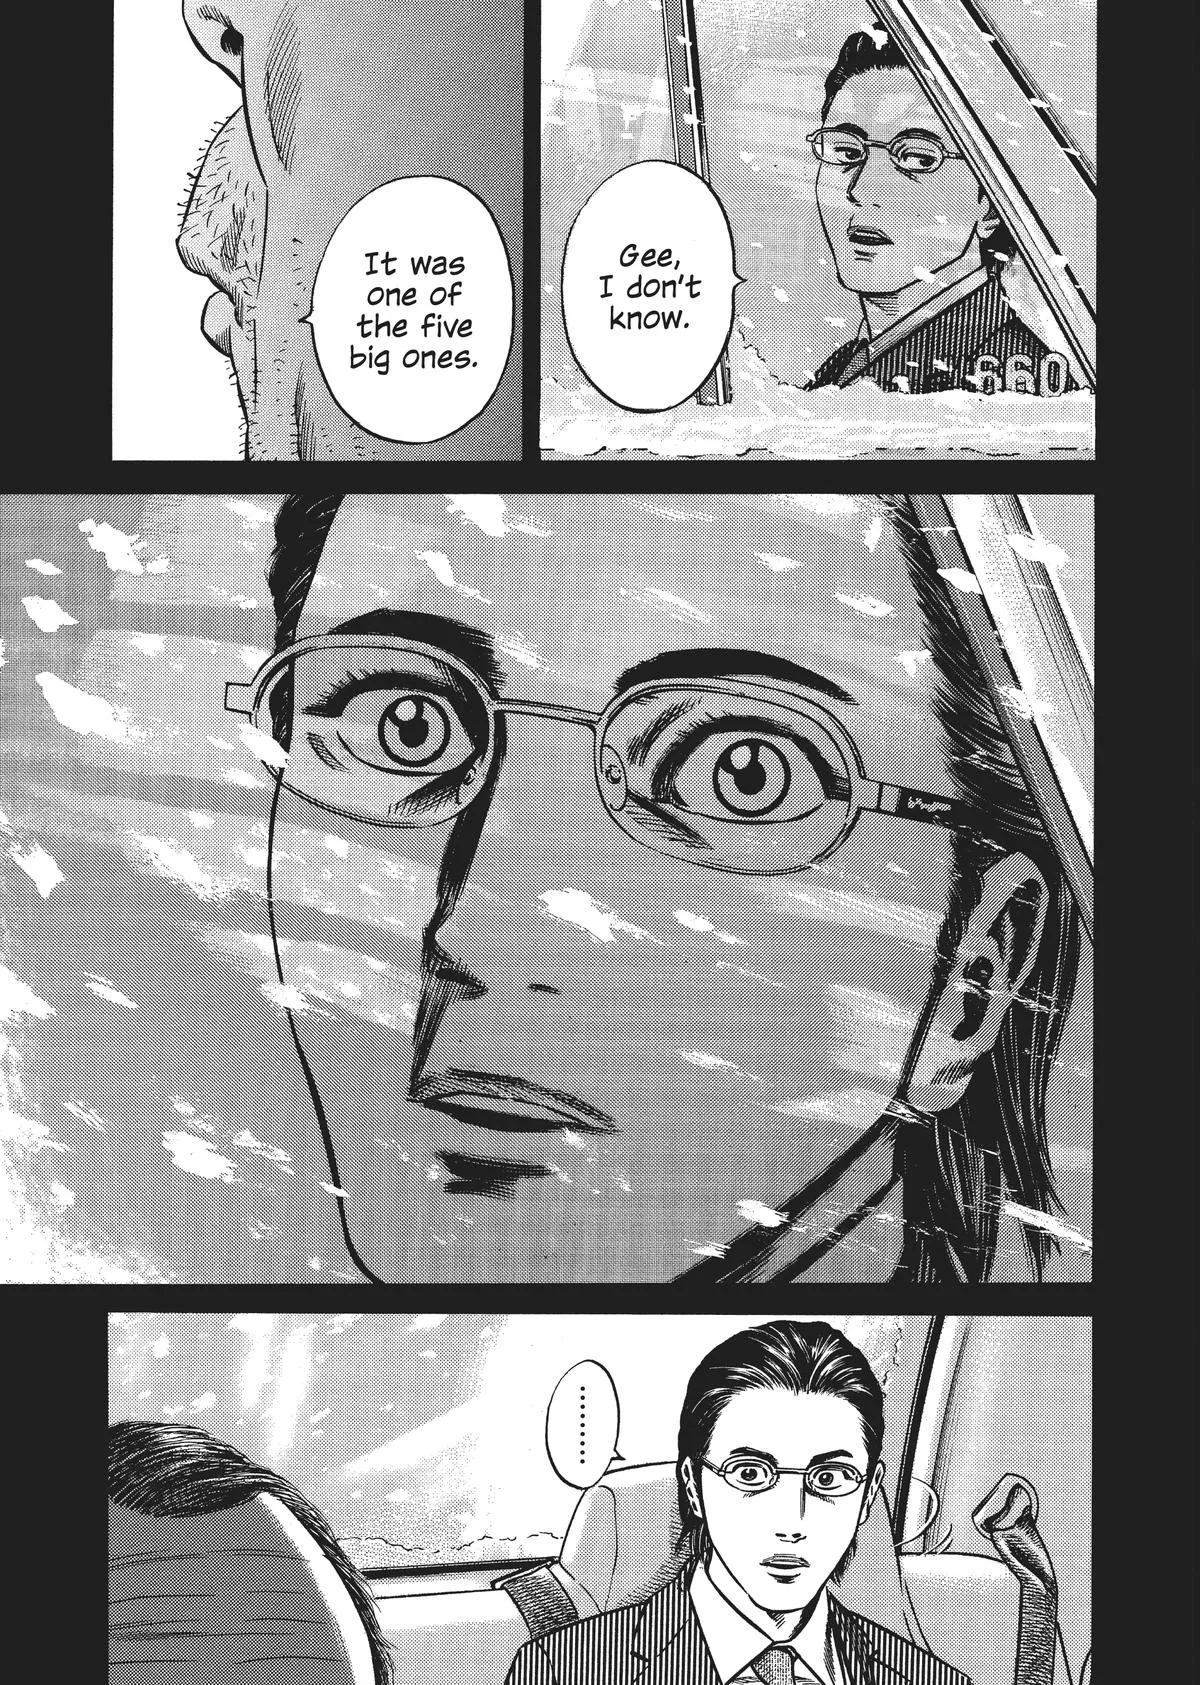 Gee,
I don't
know.
It was
one of
the five
big ones.
660
.........